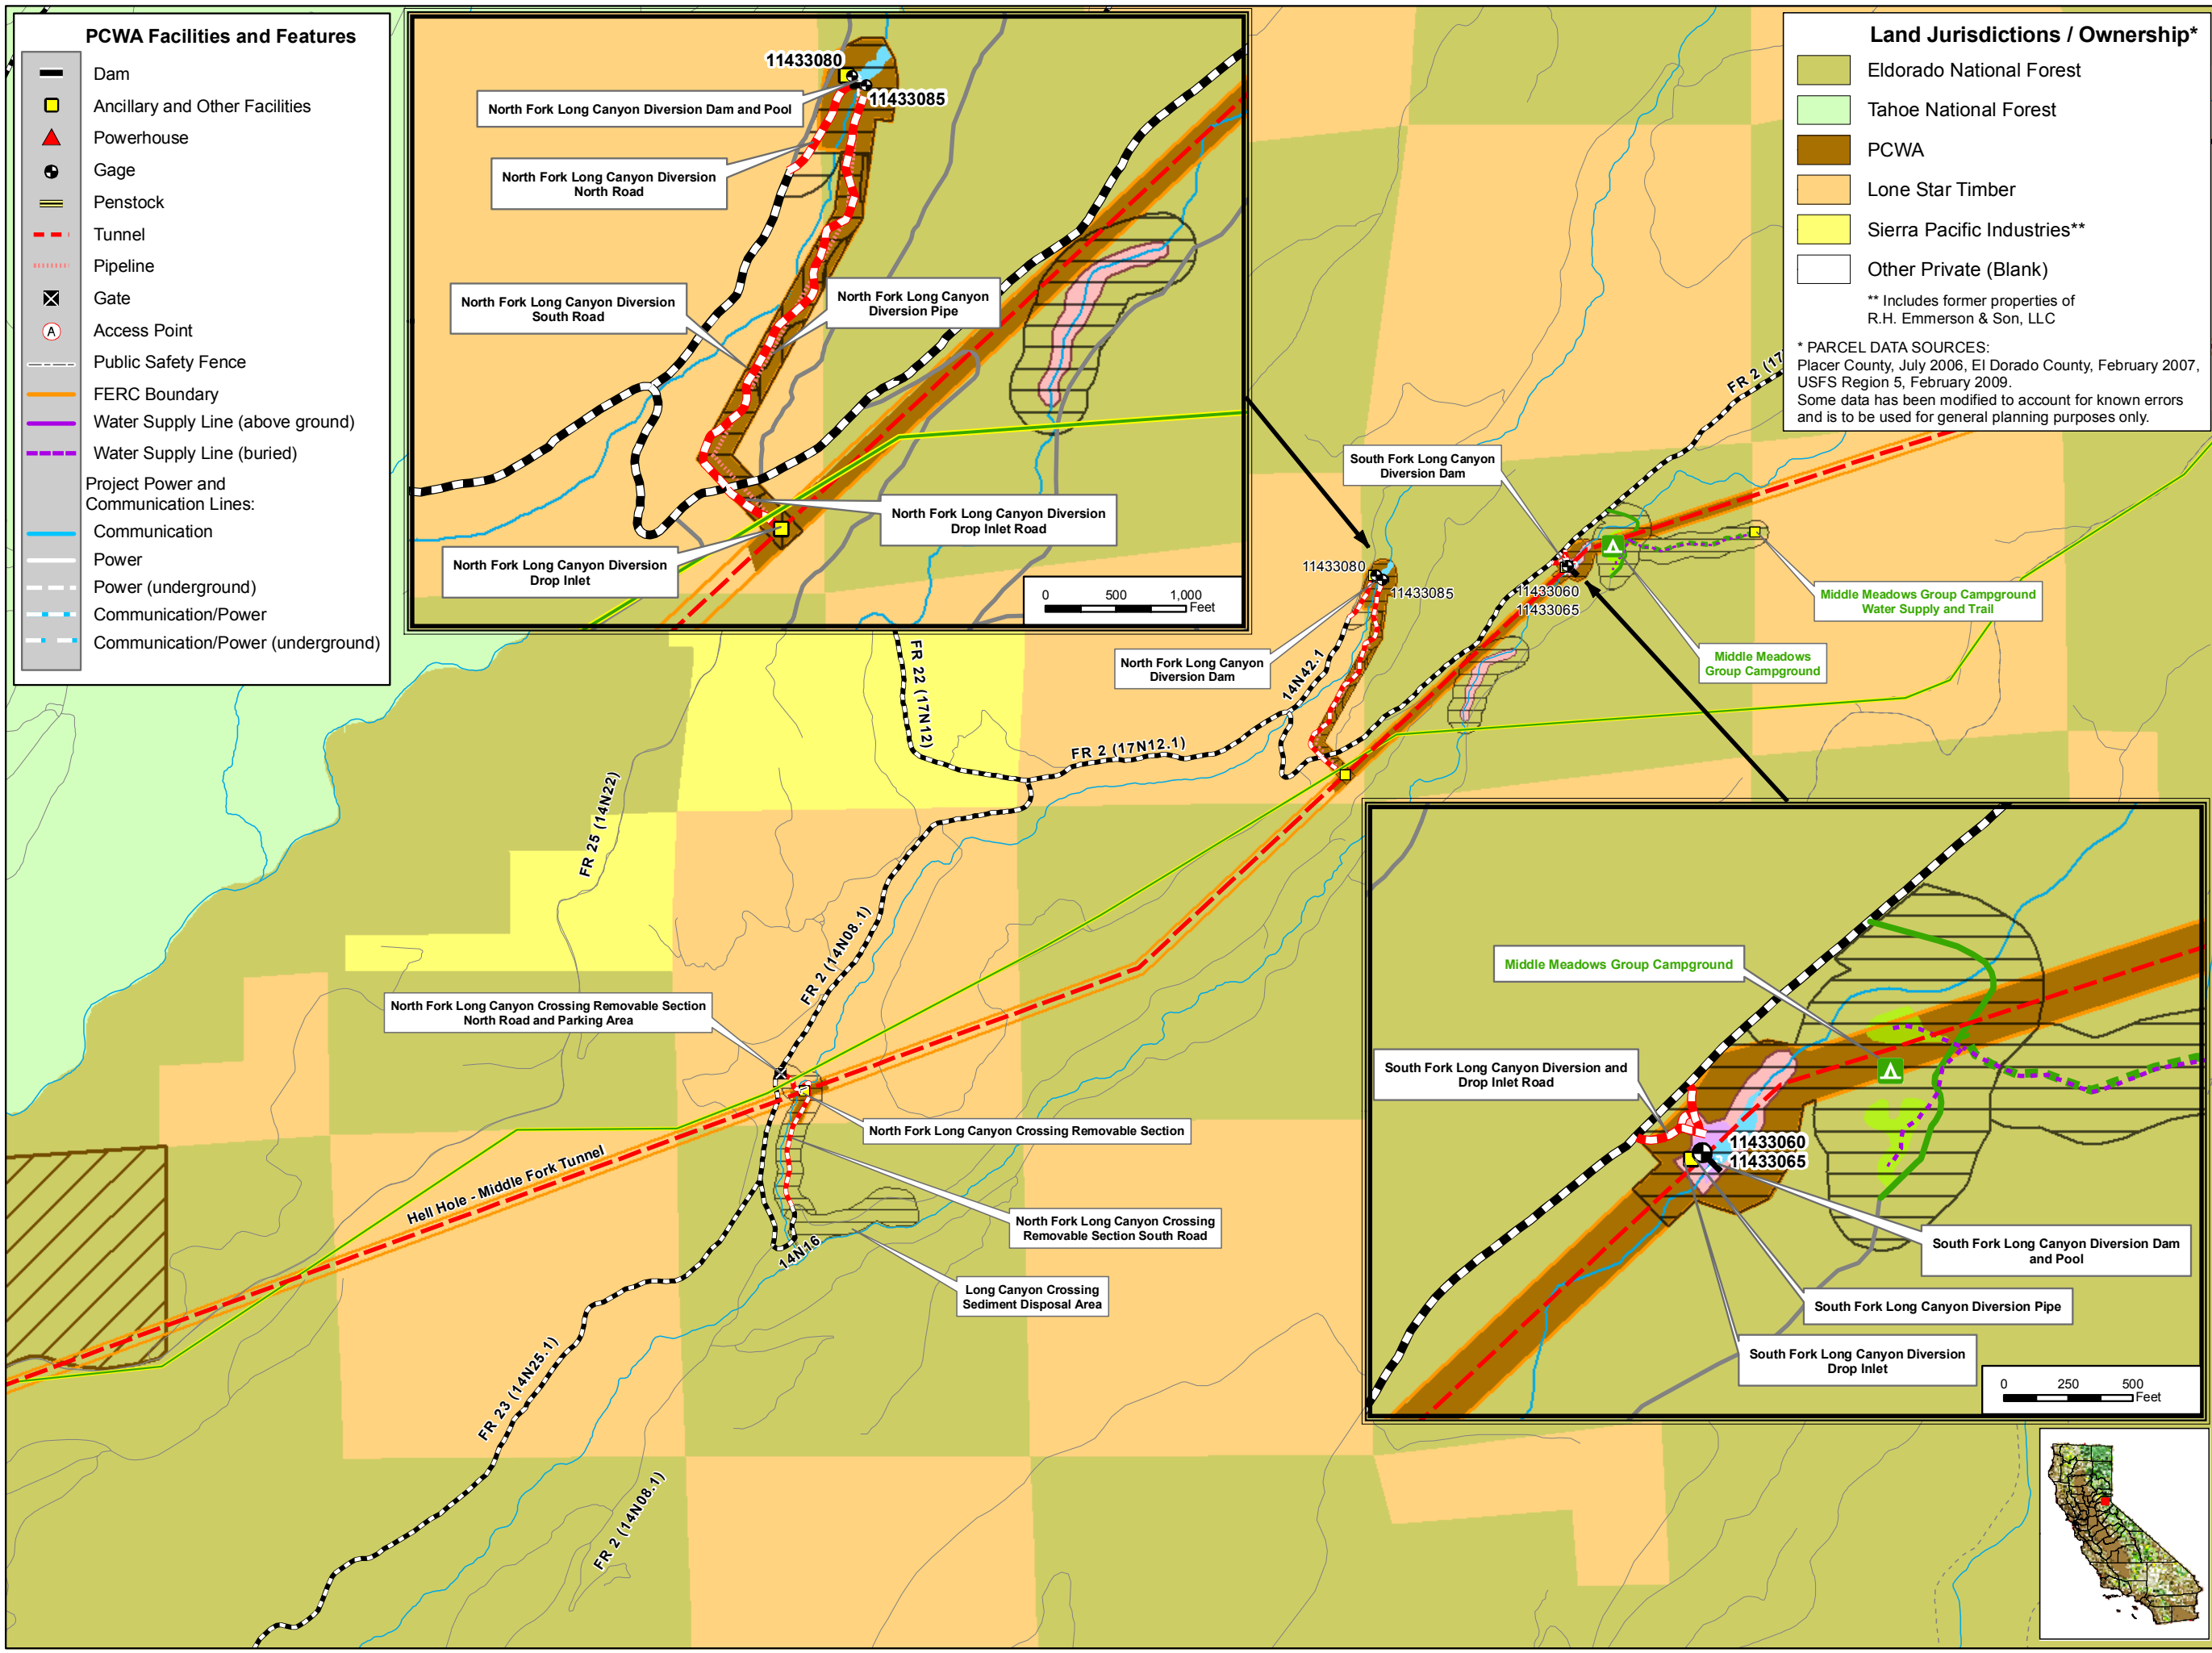 PCWA Facilities and Features
Dam
Ancillary and Other Facilities
Powerhouse
Gage
Penstock
Tunnel
Pipeline
Gate
A
Access Point
Public Safety Fence
FERC Boundary
Water Supply Line (above ground)
Water Supply Line (buried)
Project Power and
Communication Lines:
Communication
Power
Power (underground)
Communication/Power
Communication/Power (underground)
11433080
11433085
North Fork Long Canyon Diversion Dam and Pool
North Fork Long Canyon Diversion
North Road
North Fork Long Canyon Diversion
South Road
North Fork Long Canyon
Diversion Pipe
North Fork Long Canyon Diversion
Drop Inlet Road
North Fork Long Canyon Diversion
Drop Inlet
0 500 1,000
Feet
Land Jurisdictions / Ownership*
Eldorado National Forest
Tahoe National Forest
PCWA
Lone Star Timber
Sierra Pacific Industries**
Other Private (Blank)
** Includes former properties of
R.H. Emmerson & Son, LLC
* PARCEL DATA SOURCES:
Placer County, July 2006, El Dorado County, February 2007,
USFS Region 5, February 2009.
Some data has been modified to account for known errors
and is to be used for general planning purposes only.
FR 2 (17
South Fork Long Canyon
Diversion Dam
11433080
11433085
11433060
11433065
Middle Meadows Group Campground
Water Supply and Trail
Middle Meadows
Group Campground
North Fork Long Canyon
Diversion Dam
14N42.1
FR 22 (17N12)
FR 2 (17N12.1)
FR 25 (14N22)
FR 2 (14N08.1)
North Fork Long Canyon Crossing Removable Section
North Road and Parking Area
North Fork Long Canyon Crossing Removable Section
Hell Hole - Middle Fork Tunnel
North Fork Long Canyon Crossing
Removable Section South Road
14N16
Long Canyon Crossing
Sediment Disposal Area
FR 23 (14N25.1)
FR 2 (14N08.1)
Middle Meadows Group Campground
South Fork Long Canyon Diversion and
Drop Inlet Road
11433060
11433065
South Fork Long Canyon Diversion Dam
and Pool
South Fork Long Canyon Diversion Pipe
South Fork Long Canyon Diversion
Drop Inlet
0 250 500
Feet